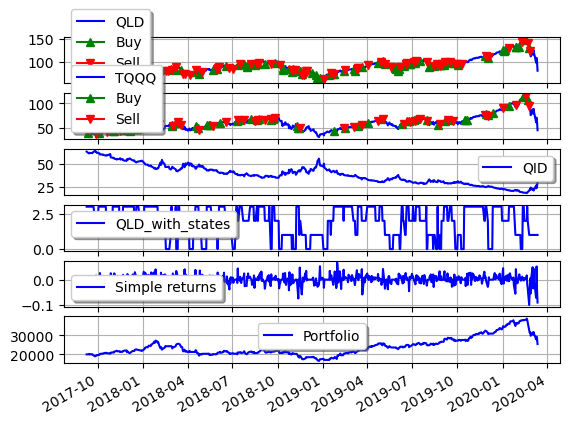 QLD
Buy
Sell
150
100
TQQQ
Buy
Sell
100
50
QID
50
25
QLD_with_states
2.5
0.0
Simple returns
0.0
−0.1
Portfolio
30000
20000
2017-10
2018-01
2018-04
2018-07
2018-10
2019-01
2019-04
2019-07
2019-10
2020-01
2020-04